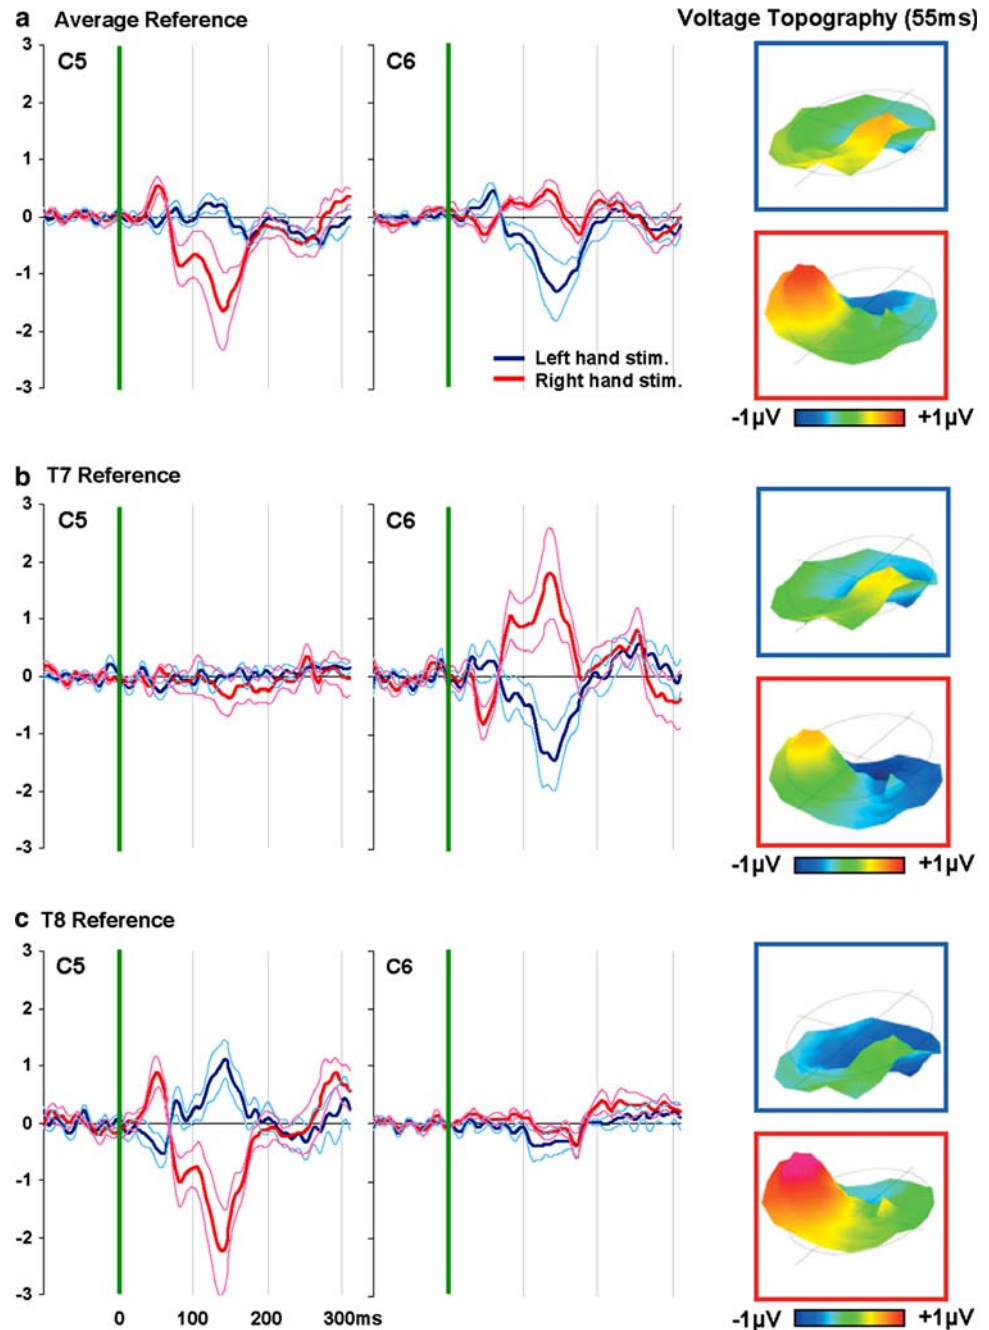 a Average Reference
Voltage Topography (55ms)
3
2
1
0
-1
-2
-3
C5
C6
Left hand stim.
Right hand stim.
-1µV +1µV
b T7 Reference
3
2
1
0
-1
-2
-3
C5
C6
-1µV +1µV
c T8 Reference
3
2
1
0
-1
-2
-3
C5
C6
0 100 200 300ms
-1µV +1µV